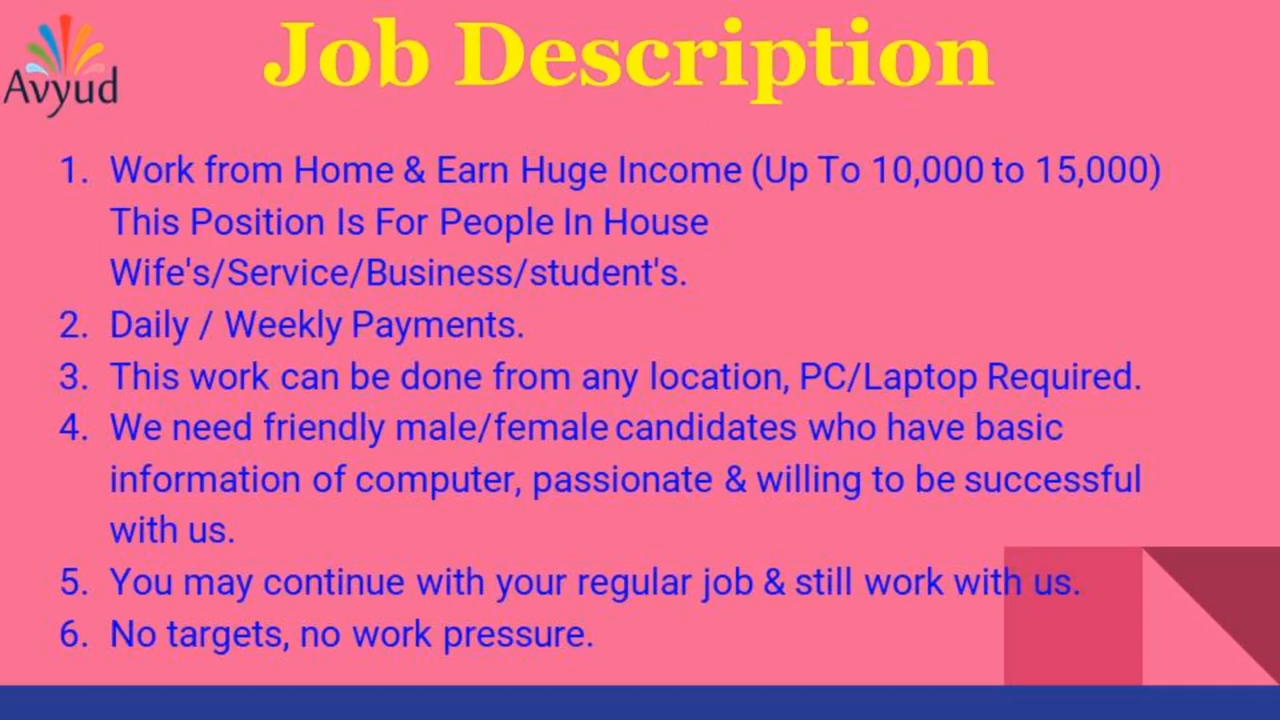 Avyud
Job Description
1. Work from Home & Earn Huge Income (Up To 10,000 to 15,000)
This Position Is For People In House
Wife's/Service/Business/student's.
2. Daily / Weekly Payments.
3. This work can be done from any location, PC/Laptop Required.
4. We need friendly male/female candidates who have basic
information of computer, passionate & willing to be successful
with us.
5. You may continue with your regular job & still work with us.
6. No targets, no work pressure.